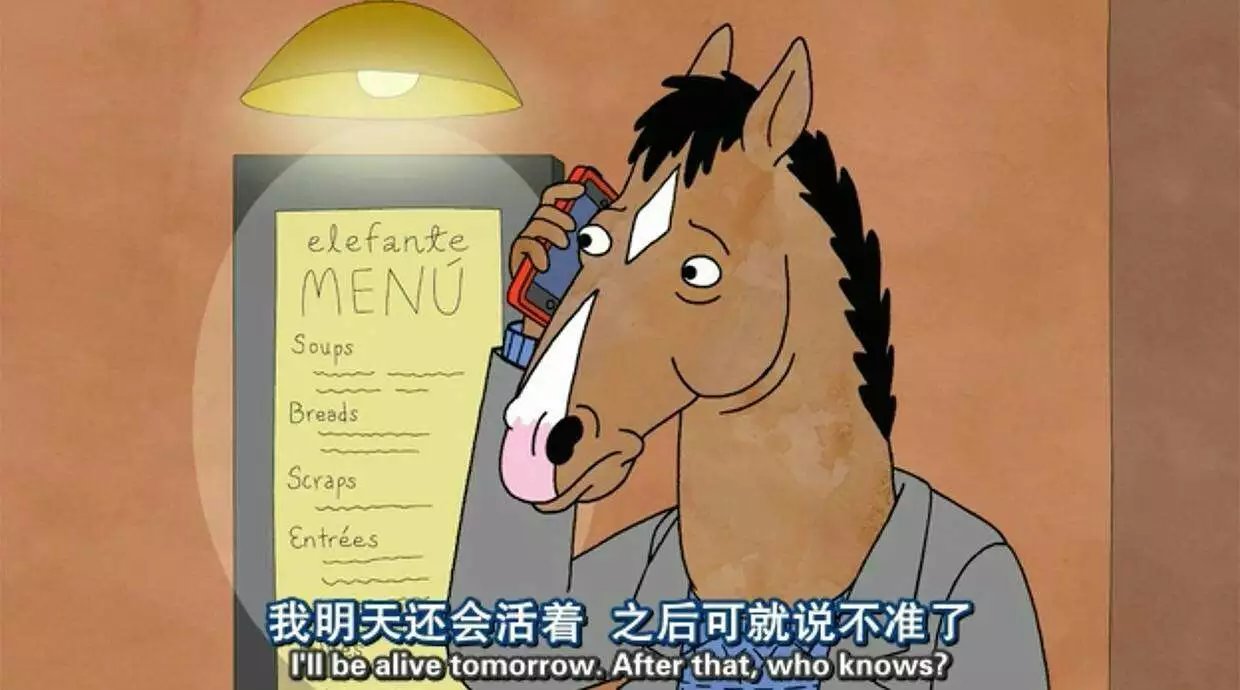 elefante
MENÚ
Soups
Breads
Scraps
Entrées
我明天还会活着 之后可就说不准了
I'll be alive tomorrow. After that, who knows?